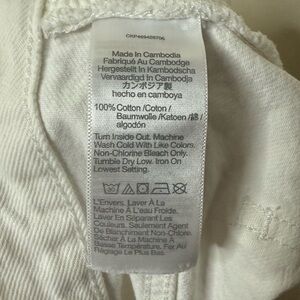 Made in Cambodia
Fabriqué Au Cambodge
Hergestellt in Kambodscha
Vervaardigd in Cambodja
カンボジア製
hecho en camboya
100% Cotton /Coton /
Baumwolle /Katoen /綿 /
algodón
Turn Inside Out. Machine
Wash Cold With Like Colors.
Non-Chlorine Bleach Only.
Tumble Dry Low. Iron On
Lowest Setting.
L'Envers. Laver À La
Machine À L'eau Froide.
Laver En Séparant Les
Couleurs. Seulement Agent
De Blanchiment Non-Chlore.
Sécher À La Machine À
Basse Température. Fer Au
Réglage Le Plus Bas.